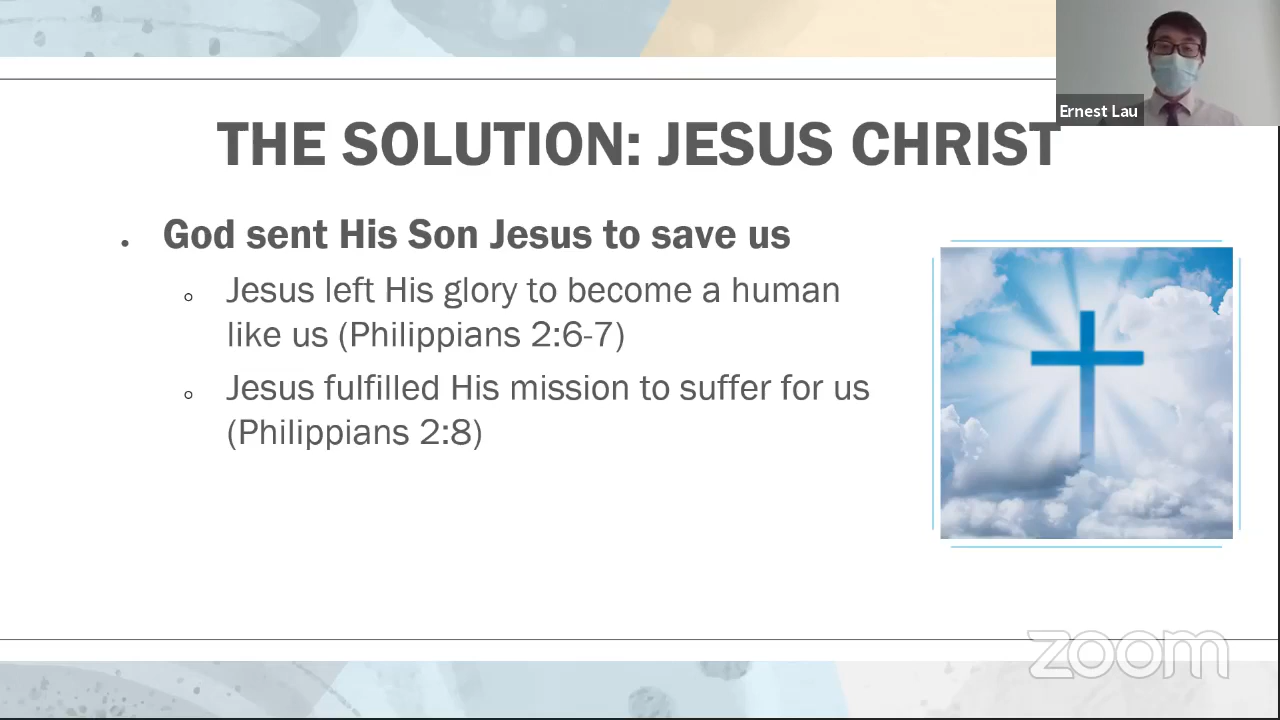 THE SOLUTION: JESUS CHRIST
Ernest Lau
God sent His Son Jesus to save us
Jesus left His glory to become a human
like us (Philippians 2:6-7)
Jesus fulfilled His mission to suffer for us
(Philippians 2:8)
zoom